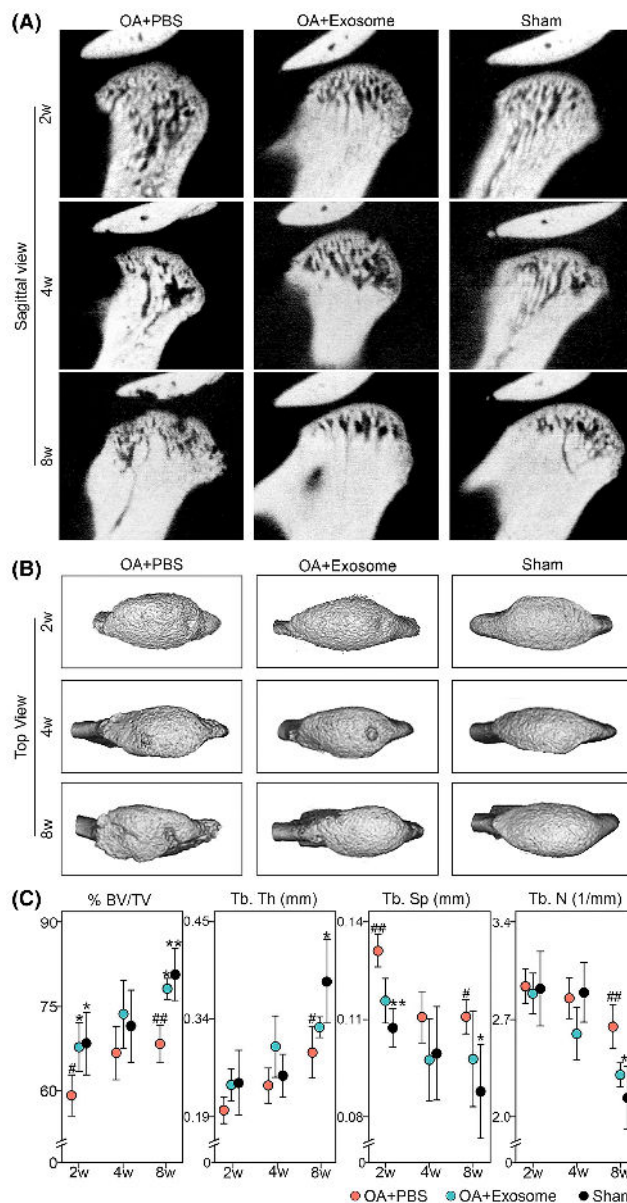 (A) OA+PBS OA+Exosome Sham
2w
4w
8w
Sagittal view
(B) OA+PBS OA+Exosome Sham
2w
4w
8w
Top View
(C) % BV/TV Tb. Th (mm) Tb. Sp (mm) Tb. N (1/mm)
90 0.45 0.14 3.4
75 0.34 0.11 2.7
60 0.19 0.08 2.0
0 0 0 0
# * * ## * **
# *
## ** # *
## *
2w 4w 8w 2w 4w 8w 2w 4w 8w 2w 4w 8w
OA+PBS OA+Exosome Sham